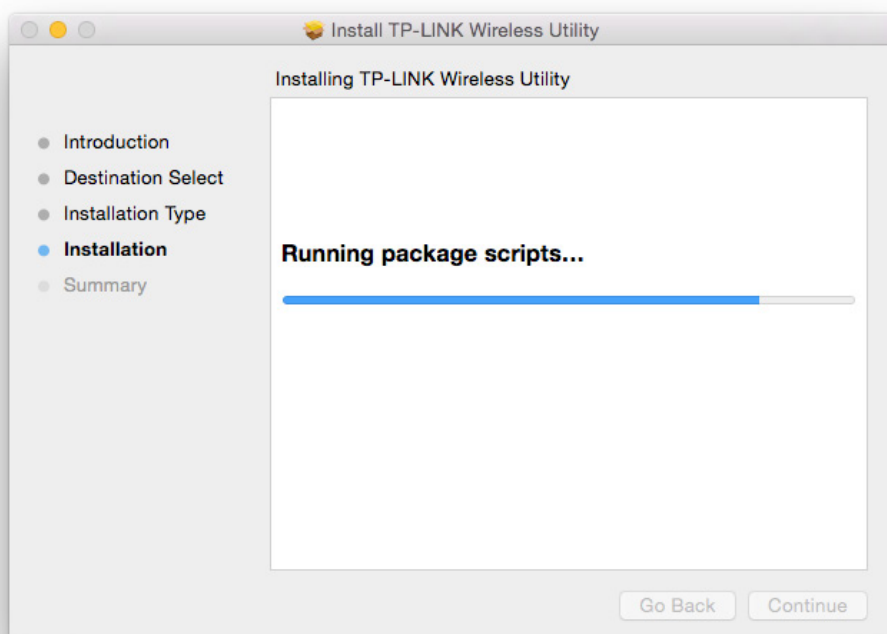 Install TP-LINK Wireless Utility
Installing TP-LINK Wireless Utility
Introduction
Destination Select
Installation Type
Installation
Summary
Running package scripts...
Go Back
Continue